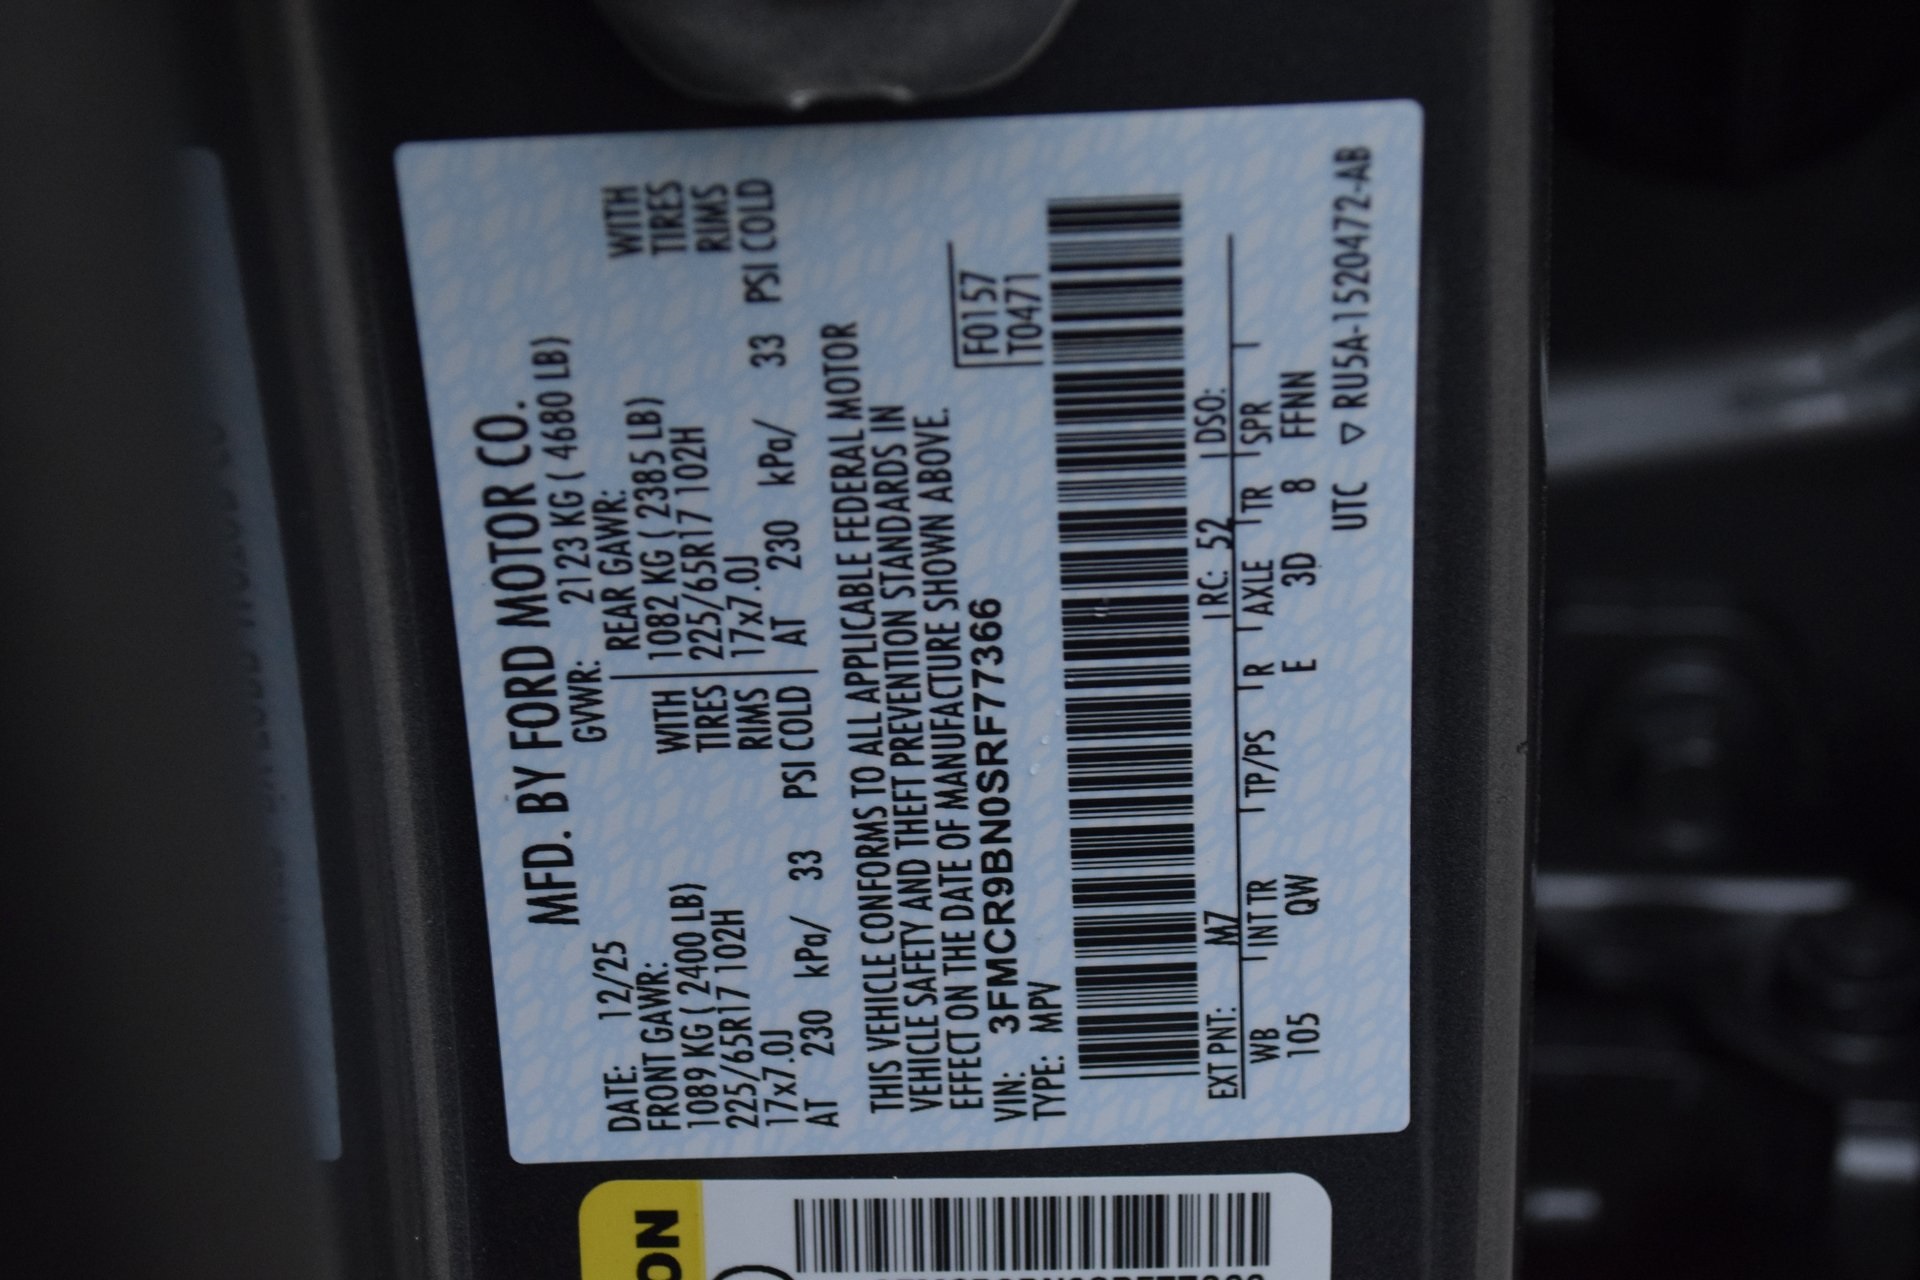 MFD. BY FORD MOTOR CO.
DATE: 12/25 GVWR: 2123 KG ( 4680 LB)
FRONT GAWR: REAR GAWR:
1089 KG ( 2400 LB) WITH 1082 KG ( 2385 LB) WITH
225/65R17 102H TIRES 225/65R17 102H TIRES
17x7.0J RIMS 17x7.0J RIMS
AT 230 kPa/ 33 PSI COLD AT 230 kPa/ 33 PSI COLD
THIS VEHICLE CONFORMS TO ALL APPLICABLE FEDERAL MOTOR
VEHICLE SAFETY AND THEFT PREVENTION STANDARDS IN
EFFECT ON THE DATE OF MANUFACTURE SHOWN ABOVE.
VIN: 3FMCR9BN0SRF77366 F0157
TYPE: MPV T0471
EXT PNT: M7 RC: 52 DSO:
WB INT TR TP/PS R AXLE TR SPR
105 QW E 3D 8 FFNN
UTC ▽ RU5A-1520472-AB
ON